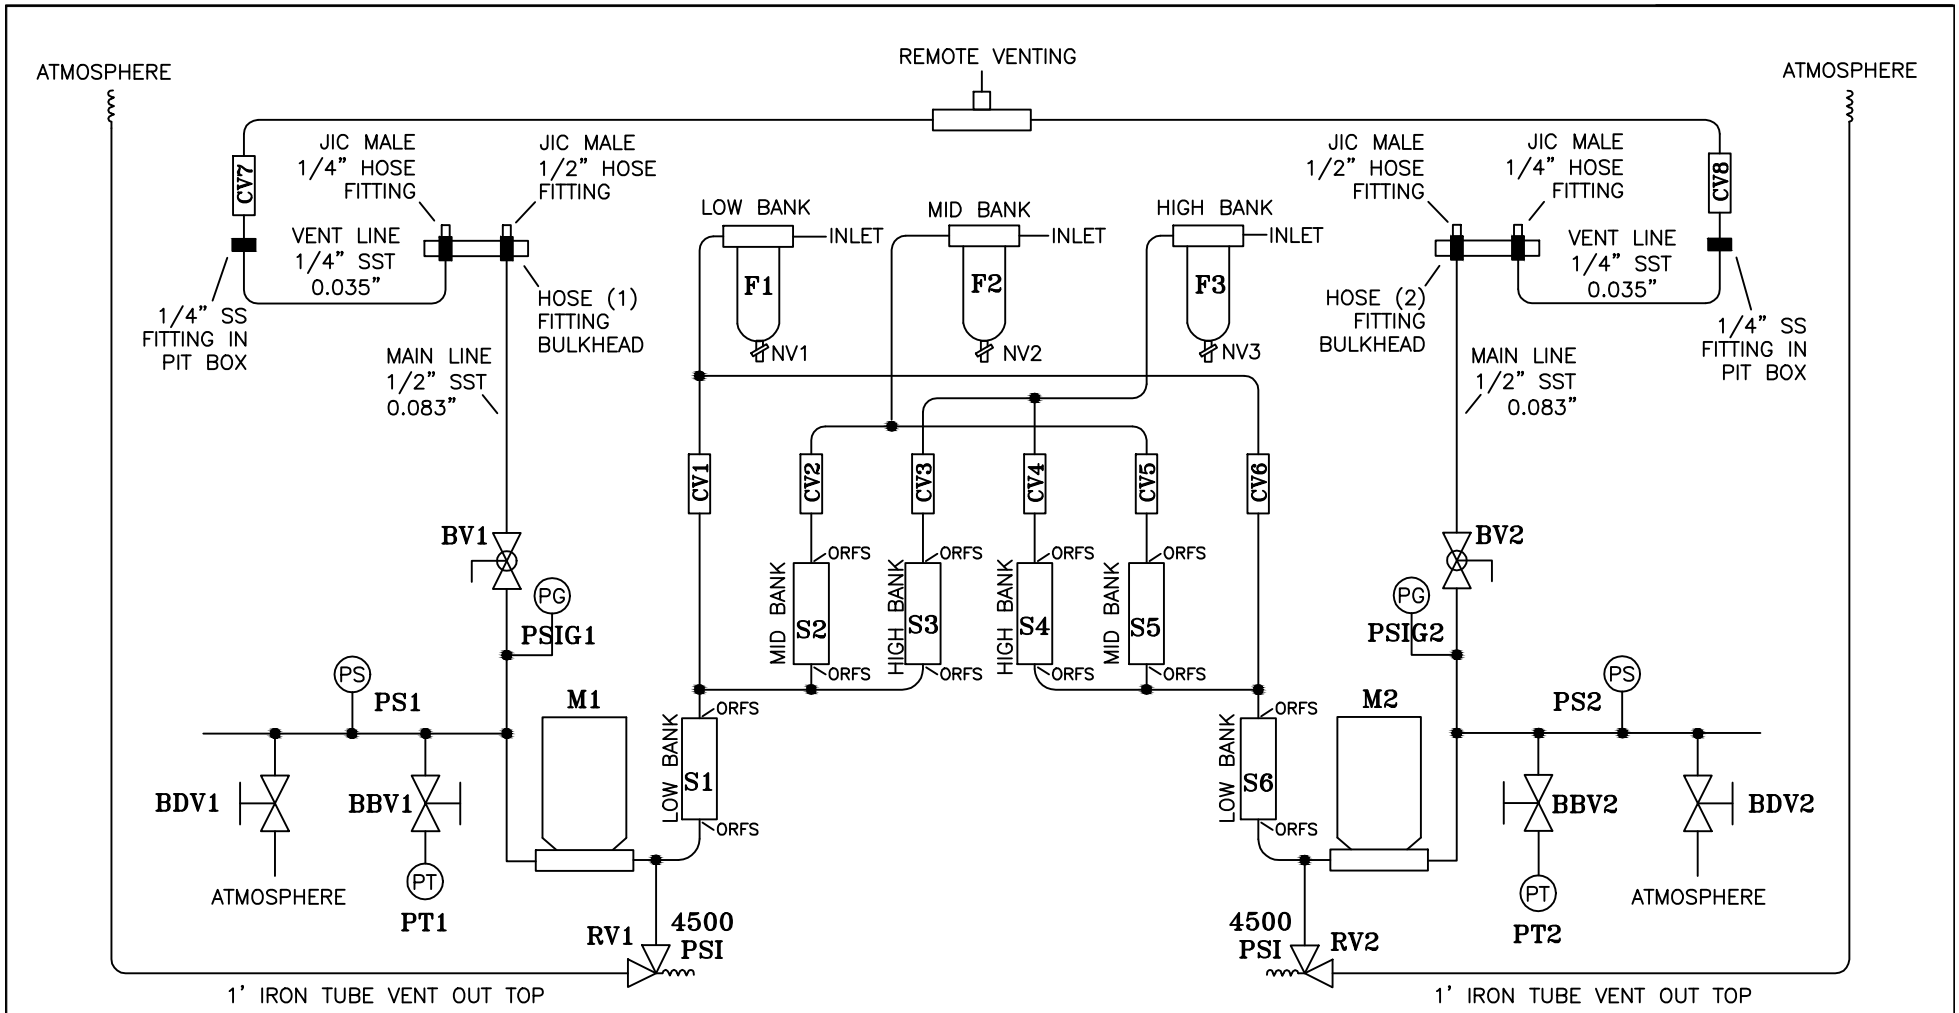 REMOTE VENTING
ATMOSPHERE
ATMOSPHERE
JIC MALE
1/4" HOSE
FITTING
JIC MALE
1/2" HOSE
FITTING
JIC MALE
1/2" HOSE
FITTING
JIC MALE
1/4" HOSE
FITTING
CV7
CV8
LOW BANK
INLET
F1
NV1
MID BANK
INLET
F2
NV2
HIGH BANK
INLET
F3
NV3
VENT LINE
1/4" SST
0.035"
VENT LINE
1/4" SST
0.035"
1/4" SS
FITTING IN
PIT BOX
HOSE (1)
FITTING
BULKHEAD
HOSE (2)
FITTING
BULKHEAD
1/4" SS
FITTING IN
PIT BOX
MAIN LINE
1/2" SST
0.083"
MAIN LINE
1/2" SST
0.083"
CV1
CV2
CV3
CV4
CV5
CV6
BV1
BV2
ORFS
ORFS
ORFS
ORFS
MID BANK
S2
HIGH BANK
S3
HIGH BANK
S4
MID BANK
S5
ORFS
ORFS
ORFS
ORFS
PG
PSIG1
PG
PSIG2
PS
PS1
PS
PS2
M1
M2
ORFS
LOW BANK
S1
ORFS
ORFS
LOW BANK
S6
ORFS
BDV1
BBV1
BBV2
BDV2
ATMOSPHERE
PT
PT1
PT
PT2
ATMOSPHERE
RV1
4500
PSI
4500
PSI
RV2
1' IRON TUBE VENT OUT TOP
1' IRON TUBE VENT OUT TOP